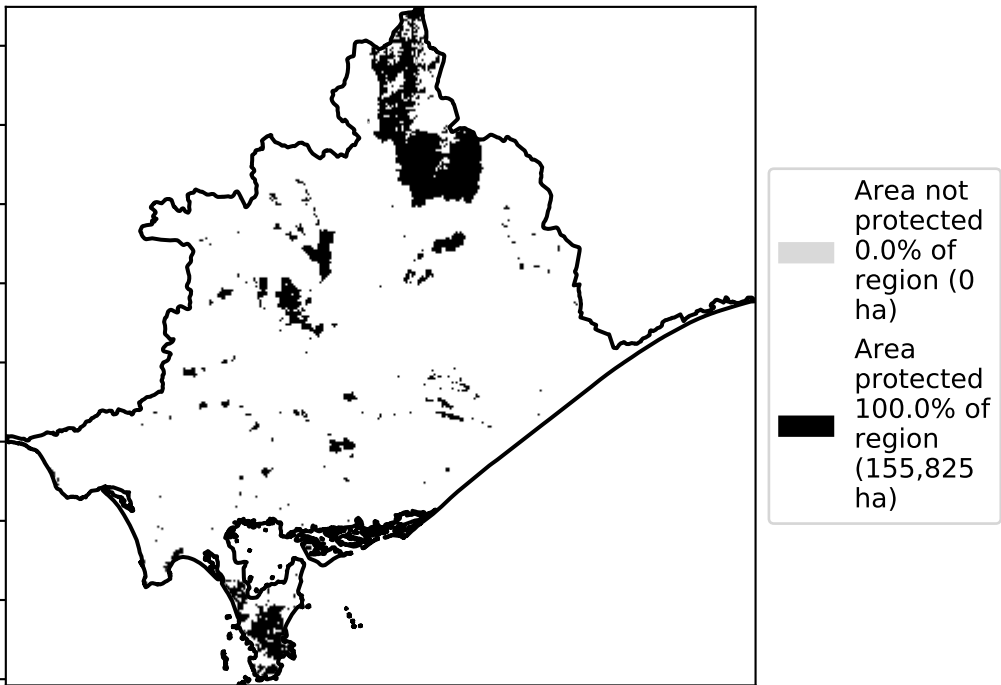 Area not
protected
0.0% of
region (0
ha)
Area
protected
100.0% of
region
(155,825
ha)